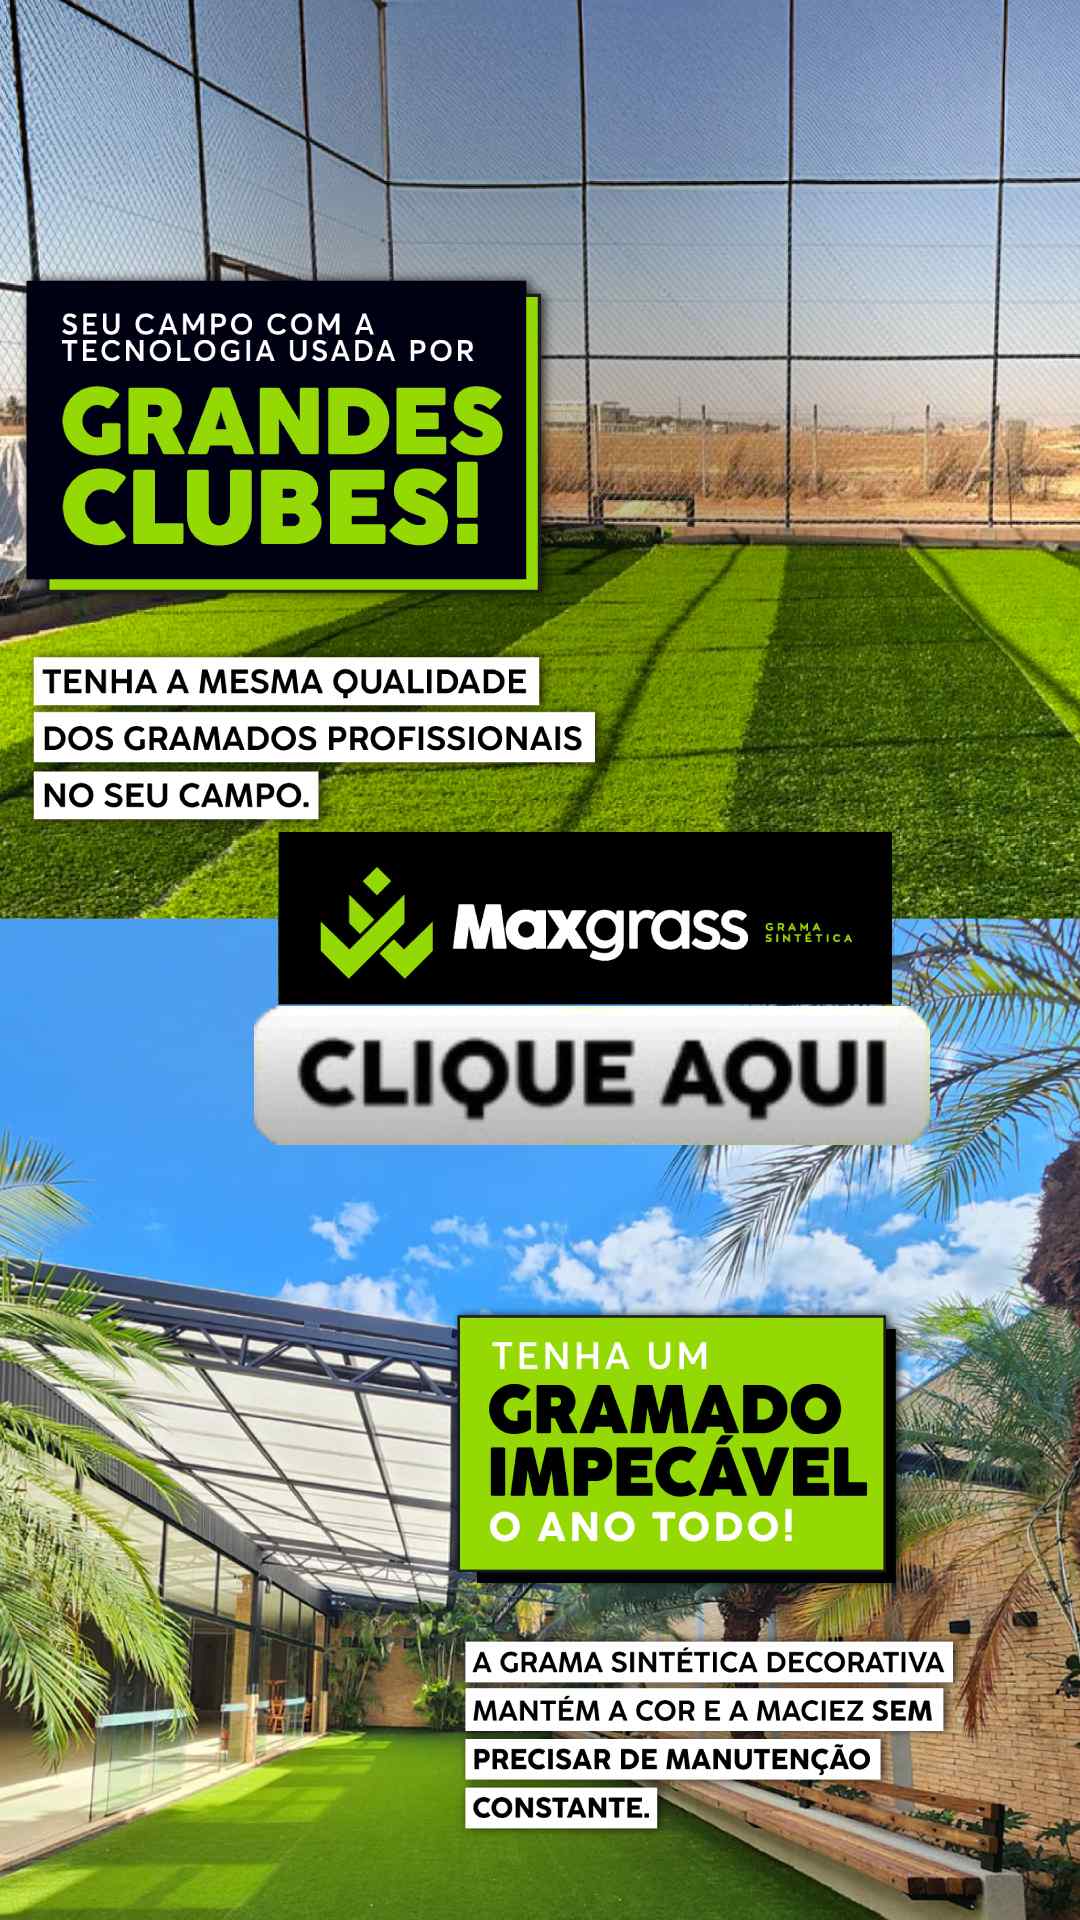 SEU CAMPO COM A
TECNOLOGIA USADA POR
GRANDES
CLUBES!
TENHA A MESMA QUALIDADE
DOS GRAMADOS PROFISSIONAIS
NO SEU CAMPO.
Maxgrass
GRAMA
SINTÉTICA
CLIQUE AQUI
TENHA UM
GRAMADO
IMPECÁVEL
O ANO TODO!
A GRAMA SINTÉTICA DECORATIVA
MANTÉM A COR E A MACIEZ SEM
PRECISAR DE MANUTENÇÃO
CONSTANTE.